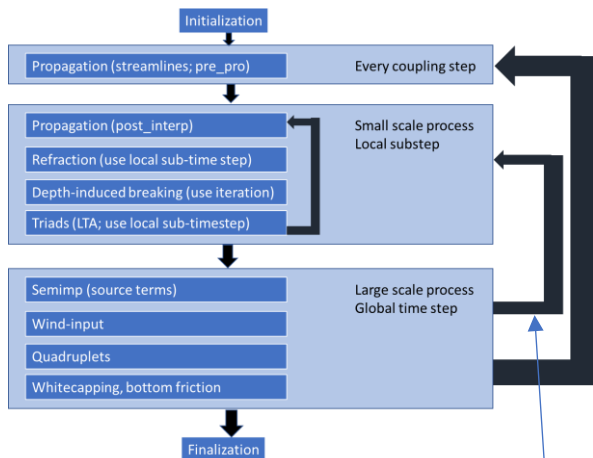 Initialization
Propagation (streamlines; pre_pro)
Every coupling step
Propagation (post_interp)
Small scale process
Local substep
Refraction (use local sub-time step)
Depth-induced breaking (use iteration)
Triads (LTA; use local sub-timestep)
Semimp (source terms)
Large scale process
Global time step
Wind-input
Quadruplets
Whitecapping, bottom friction
Finalization